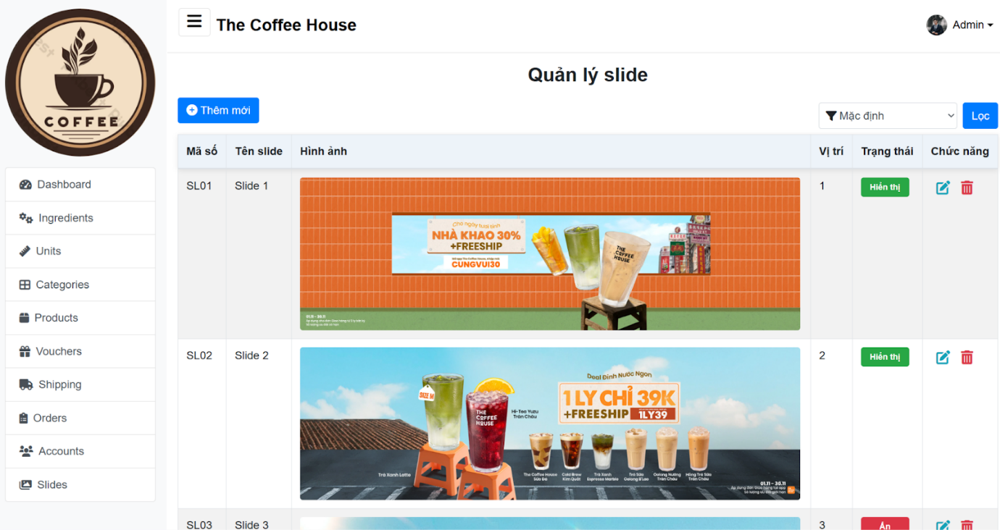 COFFEE
The Coffee House
Admin
Quản lý slide
Thêm mới
Mặc định
Lọc
Dashboard
Ingredients
Units
Categories
Products
Vouchers
Shipping
Orders
Accounts
Slides
Mã số Tên slide Hình ảnh Vị trí Trạng thái Chức năng
SL01 Slide 1 1 Hiển thị
Cho ngày tươi tỉnh
NHÀ KHAO 30%
+FREESHIP
CUNGVUI30
THE COFFEE HOUSE
01.11 - 30.11
SL02 Slide 2 2 Hiển thị
Deal Đỉnh Nước Ngon
1 LY CHỈ 39K
+FREESHIP 1LY39
SIZE M
THE COFFEE HOUSE
Hi-Tea Yuzu
Trân Châu
Trà Xanh Latte
The Coffee House
Sữa Đá
Cold Brew
Kim Quất
Trà Xanh
Espresso Marble
Trà Sữa
Oolong B'Lao
Oolong Nướng
Trân Châu
Hồng Trà Sữa
Trân Châu
01.11 - 30.11
SL03 Slide 3 3 Ẩn